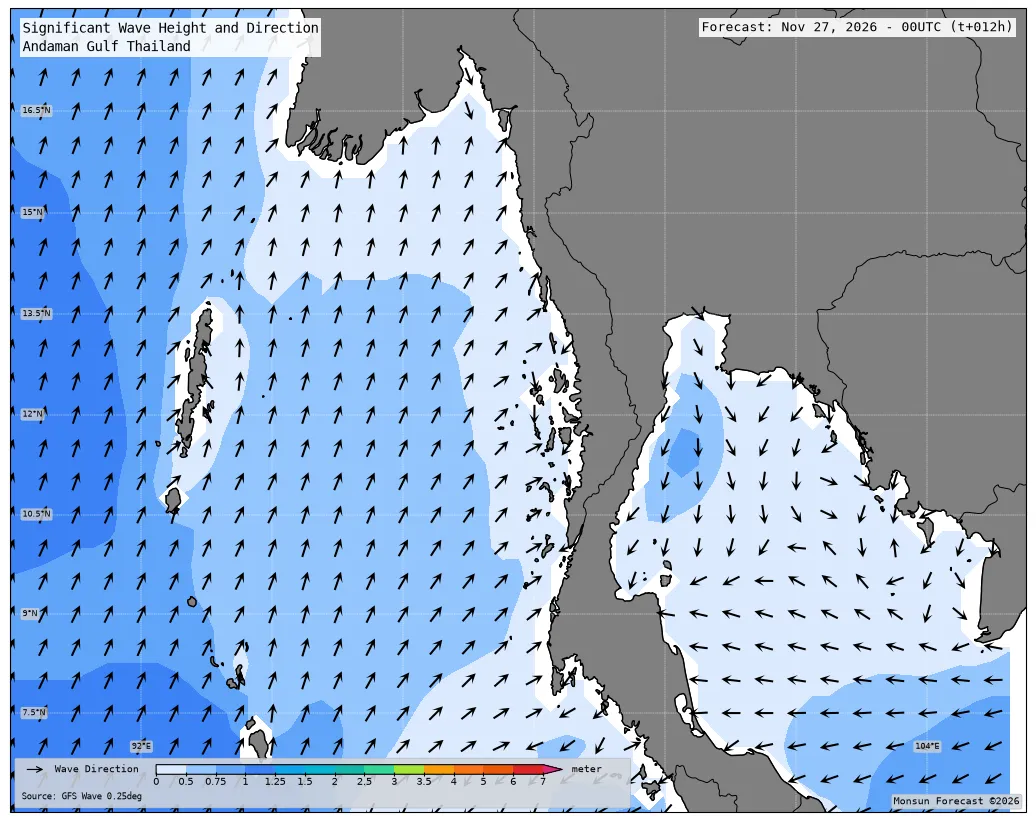 Significant Wave Height and Direction
Andaman Gulf Thailand
Forecast: Nov 27, 2026 - 00UTC (t+012h)
16.5°N
15°N
13.5°N
12°N
10.5°N
9°N
7.5°N
92°E
104°E
Wave Direction
meter
0.5 0.75 1 1.25 1.5 2 2.5 3 3.5 4 5 6 7
Source: GFS Wave 0.25deg
Monsun Forecast ©2026